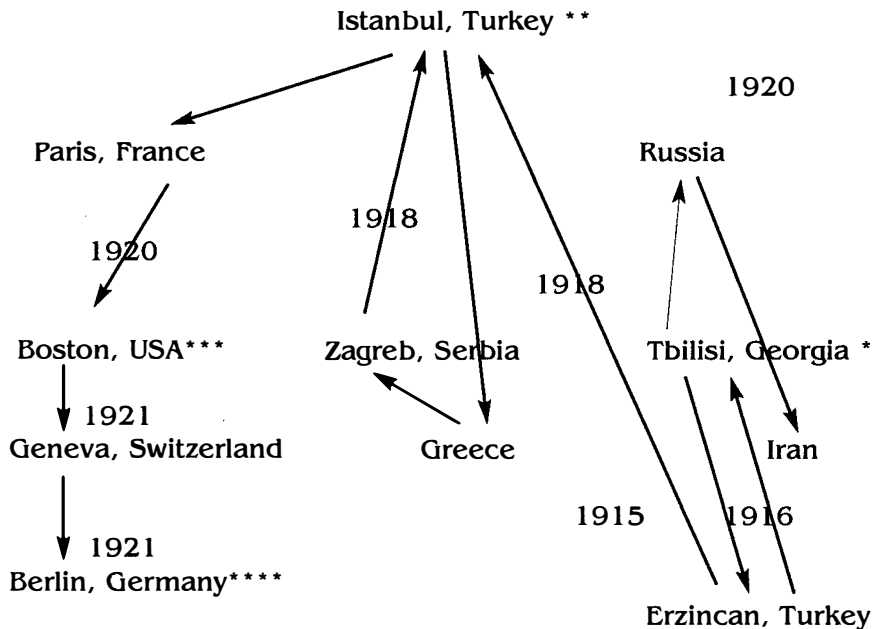 Istanbul, Turkey **
1920
Paris, France
Russia
1918
1920
1918
Boston, USA***
Zagreb, Serbia
Tbilisi, Georgia *
1921
Geneva, Switzerland
Greece
Iran
1915
1916
1921
Berlin, Germany****
Erzincan, Turkey